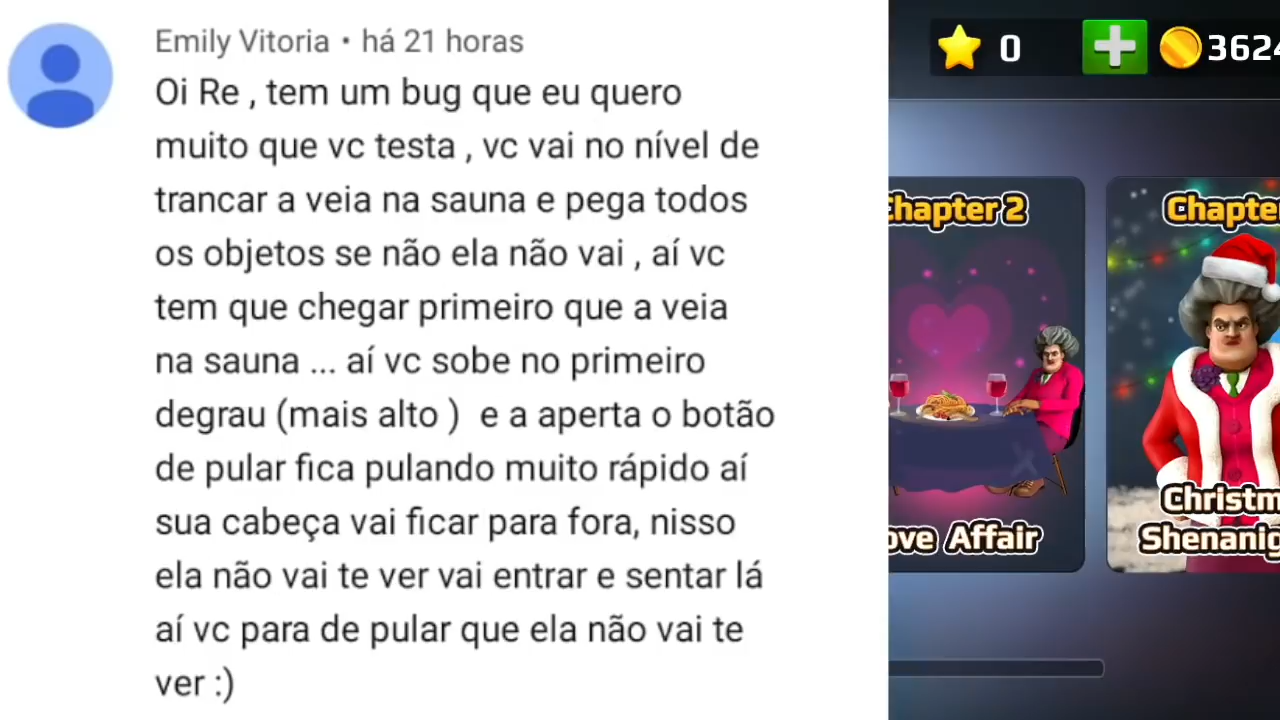 Emily Vitoria • há 21 horas
Oi Re , tem um bug que eu quero
muito que vc testa , vc vai no nível de
trancar a veia na sauna e pega todos
os objetos se não ela não vai , aí vc
tem que chegar primeiro que a veia
na sauna ... aí vc sobe no primeiro
degrau (mais alto )  e a aperta o botão
de pular fica pulando muito rápido aí
sua cabeça vai ficar para fora, nisso
ela não vai te ver vai entrar e sentar lá
aí vc para de pular que ela não vai te
ver :)
0
3624
Chapter 2
ove Affair
Chapte
Christm
Shenanig